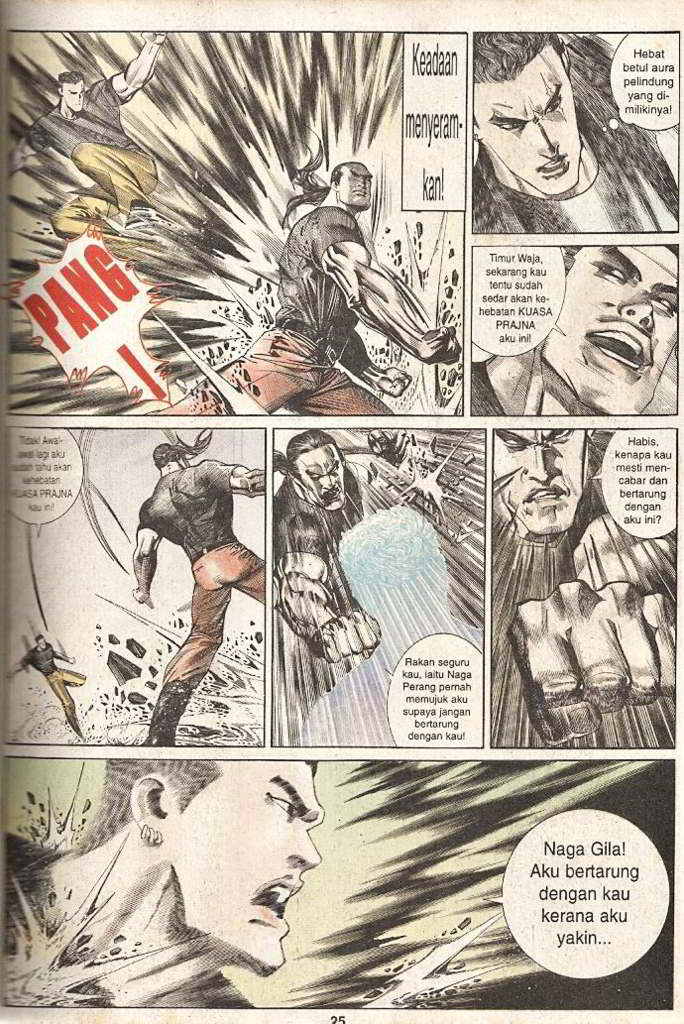 Keadaan
menyeram-
kan!
PANG
!
Hebat
betul aura
pelindung
yang di-
milikinya!
Timur Waja,
sekarang kau
tentu sudah
sedar akan ke-
hebatan KUASA
PRAJNA
aku ini!
Tidak! Awal-
awal lagi aku
sudah tahu akan
kehebatan
KUASA PRAJNA
kau ini!
Rakan seguru
kau, iaitu Naga
Perang pernah
memujuk aku
supaya jangan
bertarung
dengan kau!
Habis,
kenapa kau
mesti men-
cabar dan
bertarung
dengan
aku ini?
Naga Gila!
Aku bertarung
dengan kau
kerana aku
yakin...
25